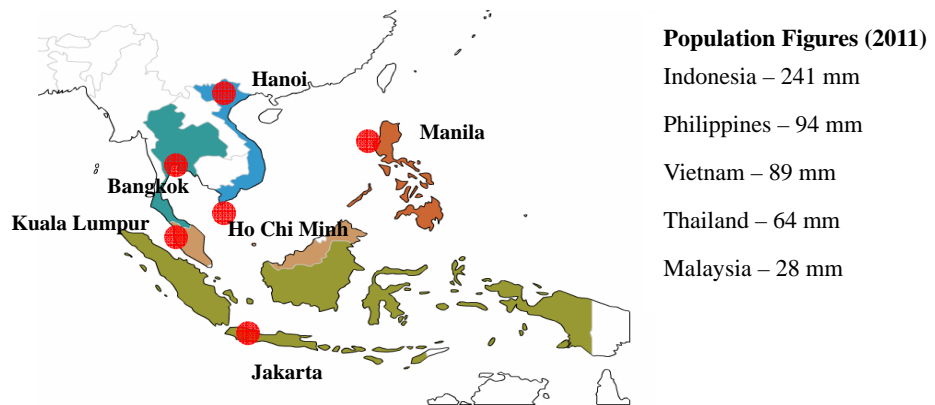 Hanoi
Manila
Bangkok
Kuala Lumpur
Ho Chi Minh
Jakarta
Population Figures (2011)
Indonesia – 241 mm
Philippines – 94 mm
Vietnam – 89 mm
Thailand – 64 mm
Malaysia – 28 mm